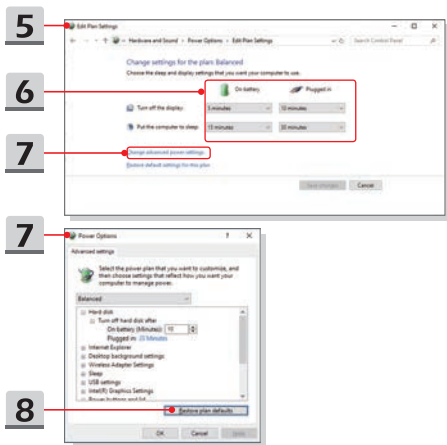 5
Edit Plan Settings
Hardware and Sound › Power Options › Edit Plan Settings
Search Control Panel
Change settings for the plan: Balanced
Choose the sleep and display settings that you want your computer to use.
6
On battery Plugged in
Turn off the display: 5 minutes 10 minutes
Put the computer to sleep: 15 minutes 30 minutes
7
Change advanced power settings
Restore default settings for this plan
Save changes Cancel
7
Power Options ? X
Advanced settings
Select the power plan that you want to customize, and
then choose settings that reflect how you want your
computer to manage power.
Balanced
Hard disk
Turn off hard disk after
On battery (Minutes): 10
Plugged in: 20 Minutes
Internet Explorer
Desktop background settings
Wireless Adapter Settings
Sleep
USB settings
Intel(R) Graphics Settings
Power buttons and lid
8
Restore plan defaults
OK Cancel Apply